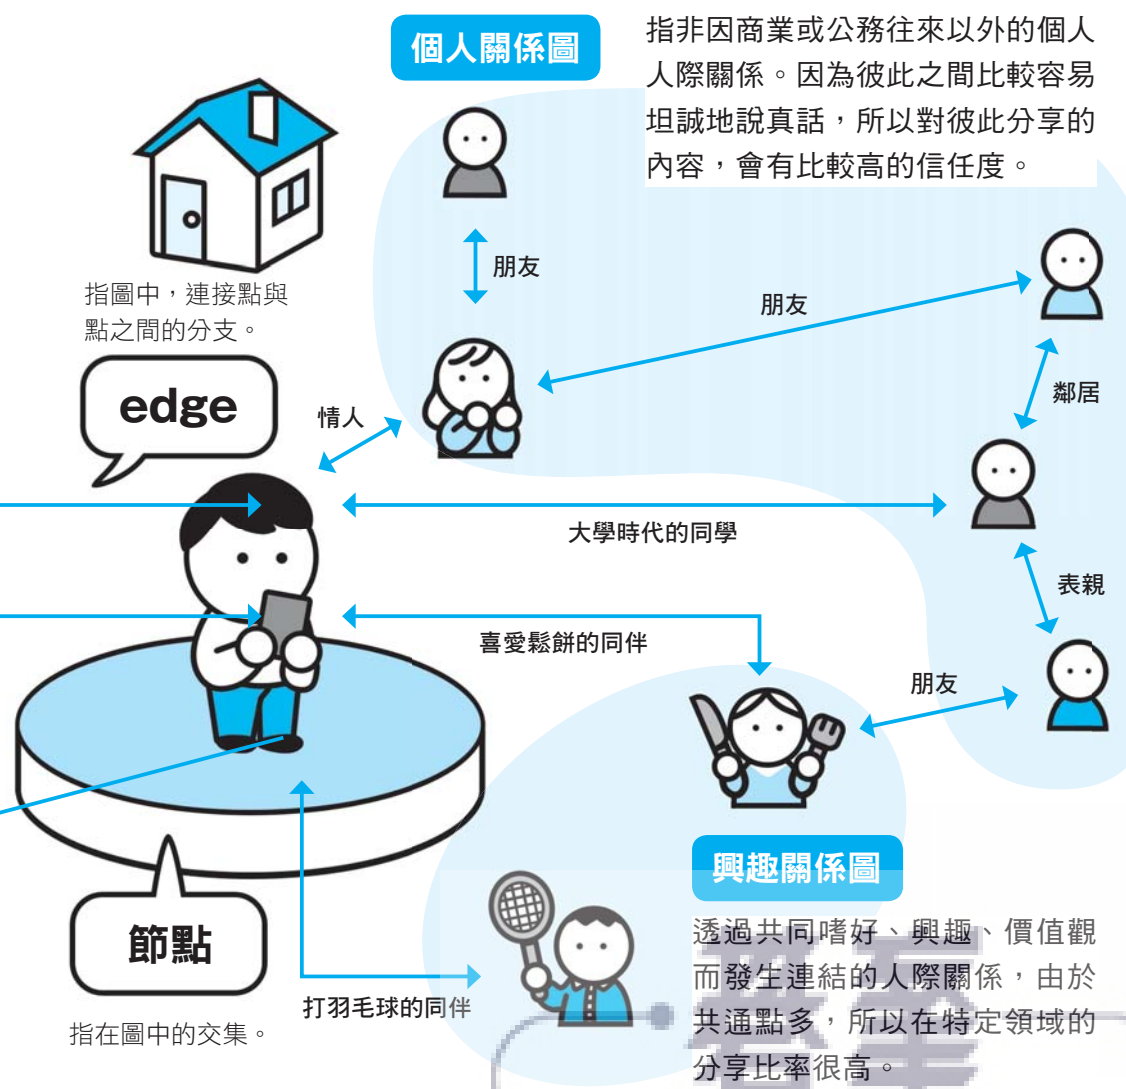 個人關係圖
指非因商業或公務往來以外的個人
人際關係。因為彼此之間比較容易
坦誠地說真話,所以對彼此分享的
內容,會有比較高的信任度。
朋友
朋友
指圖中,連接點與
點之間的分支。
edge
情人
鄰居
大學時代的同學
表親
喜愛鬆餅的同伴
朋友
興趣關係圖
透過共同嗜好、興趣、價值觀
而發生連結的人際關係,由於
共通點多,所以在特定領域的
分享比率很高。
節點
指在圖中的交集。
打羽毛球的同伴